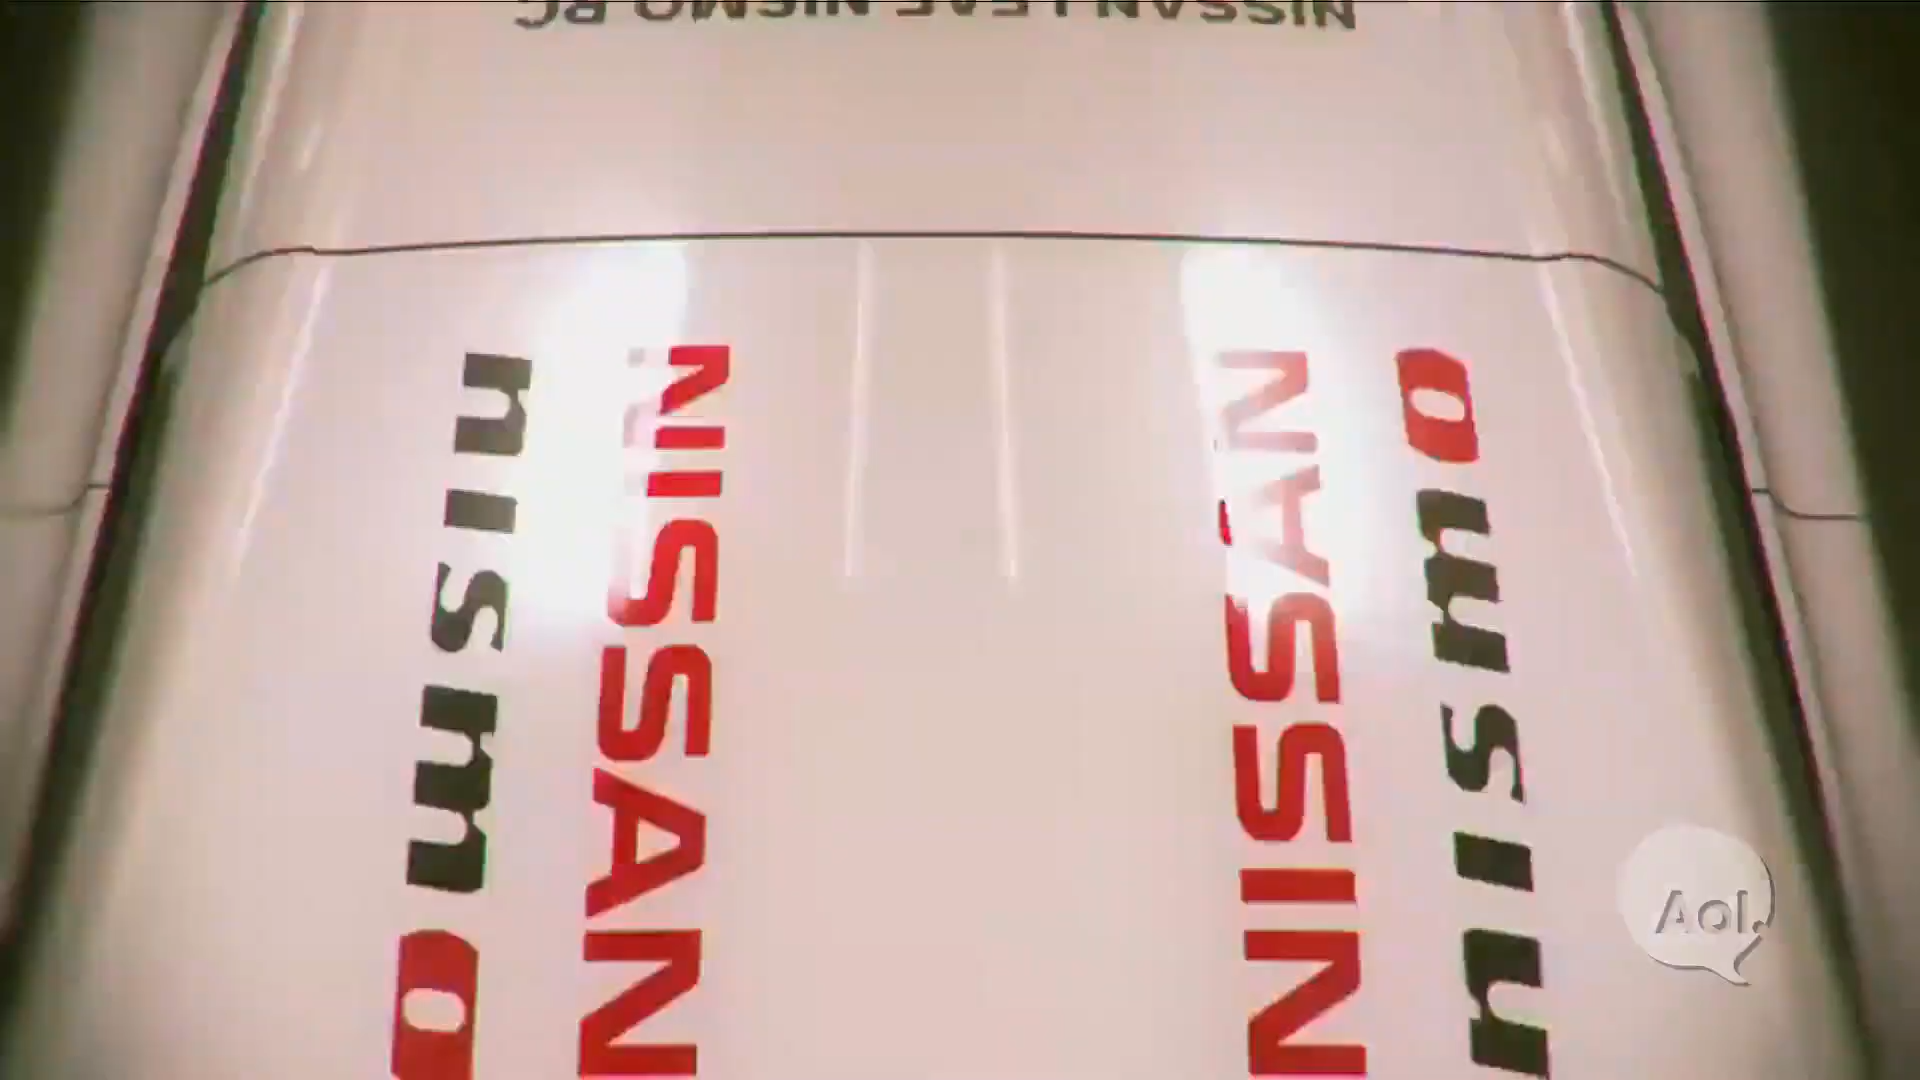 NISSAN LEAF NISMO RC
nismo
NISSAN
NISSAN
nismo
Aol.